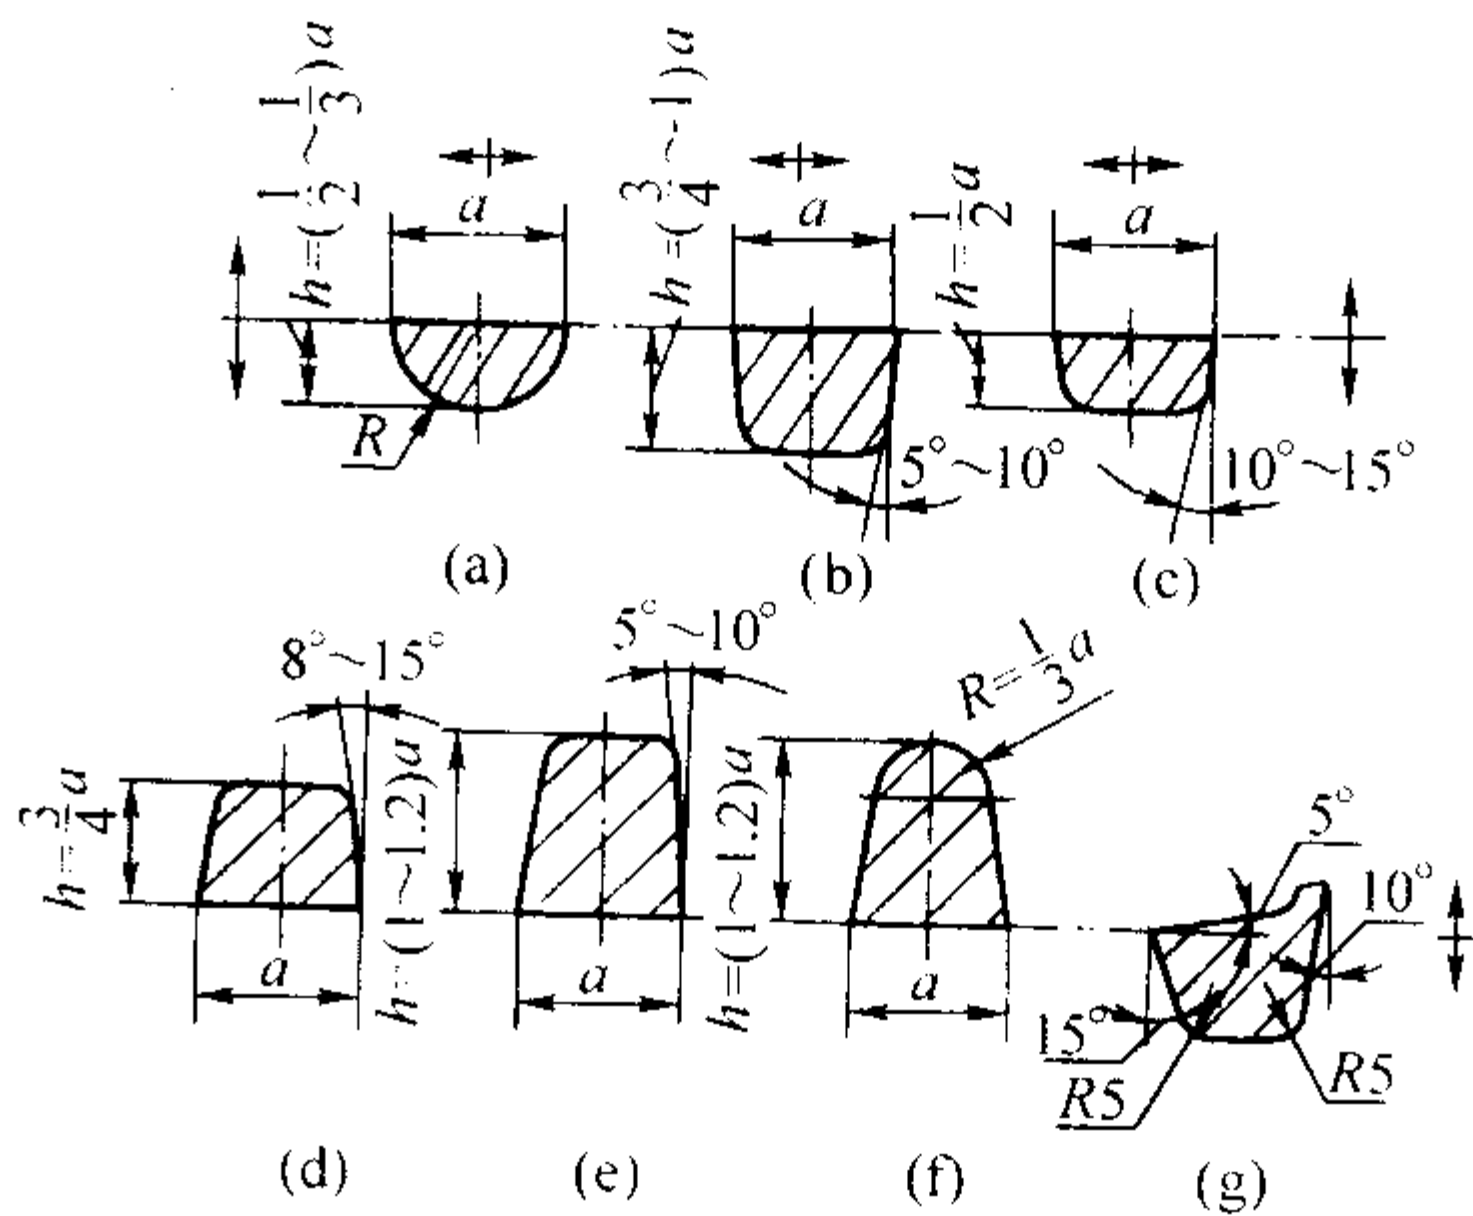 h=(1/2~1/3)a
a
R
(a)
h=(3/4~1)a
a
5°~10°
(b)
h=1/2a
a
10°~15°
(c)
8°~15°
h=3/4a
a
(d)
5°~10°
h=(1~1.2)a
a
(e)
R=1/3a
h=(1~1.2)a
a
(f)
5°
10°
15°
R5
R5
(g)